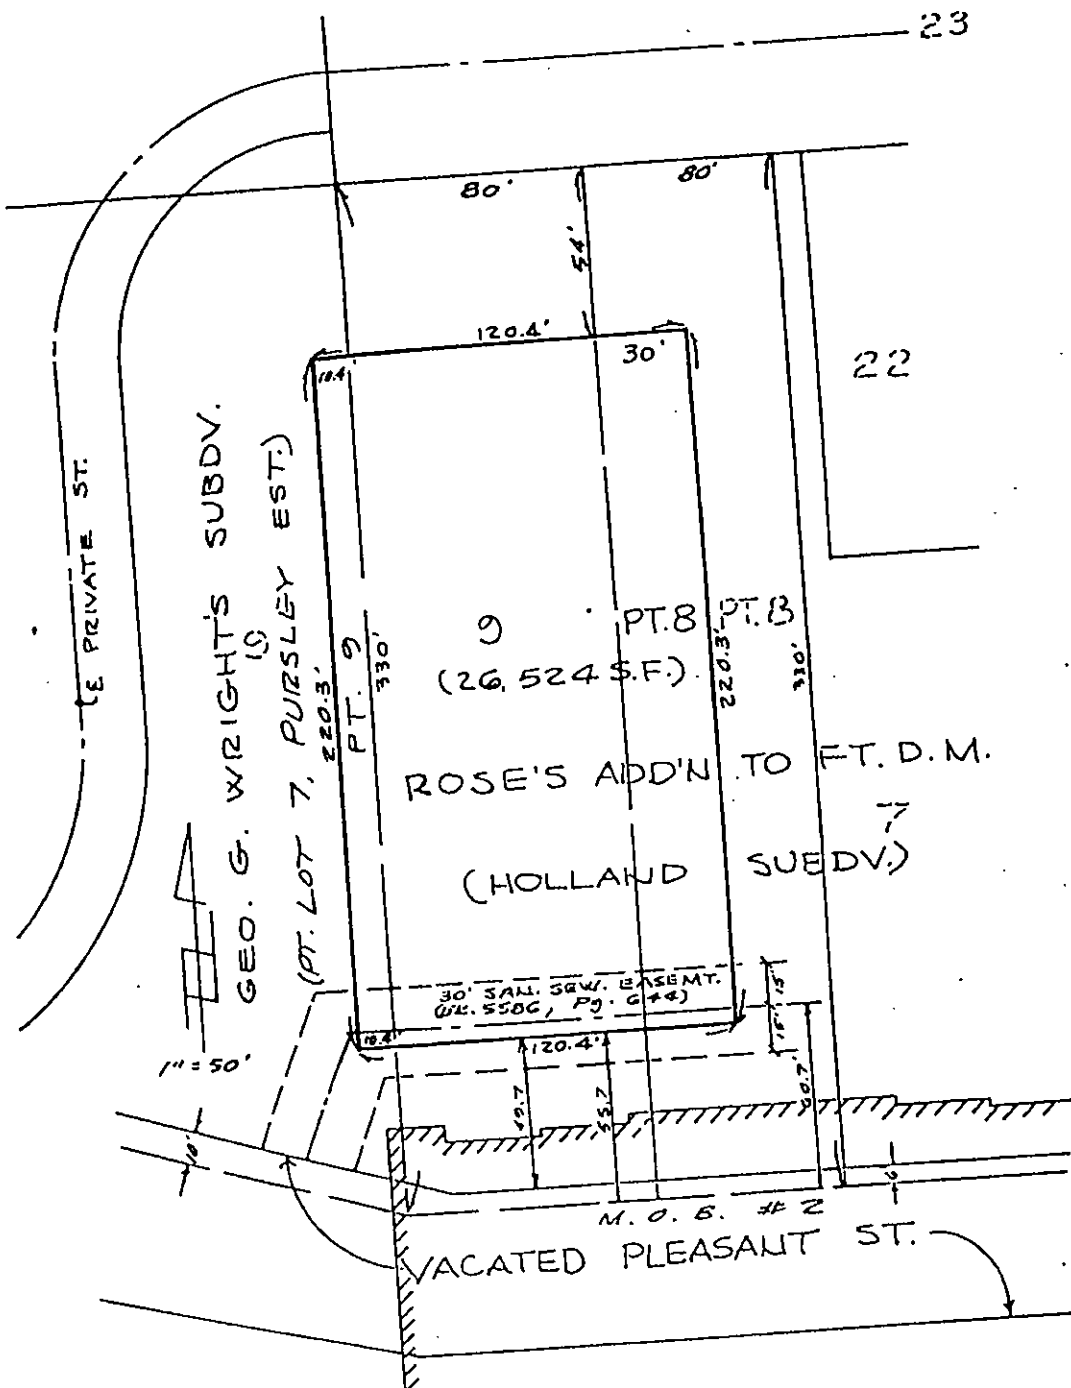 23
80'
80'
54'
120.4'
30'
10.4'
22
℄ PRIVATE ST.
GEO. G. WRIGHT'S SUBDV.
19
(PT. LOT 7, PURSLEY EST.)
220.3'
PT. 9
330'
9
PT.8 PT.8
(26,524 S.F.)
220.3'
330'
ROSE'S ADD'N TO FT. D.M.
7
(HOLLAND SUBDV.)
30' SAN. SEW. EASEMT.
5586, Pg. 644)
15' 15'
10.4'
120.4'
1" = 50'
10'
55.7
M. O. B. # 2
VACATED PLEASANT ST.